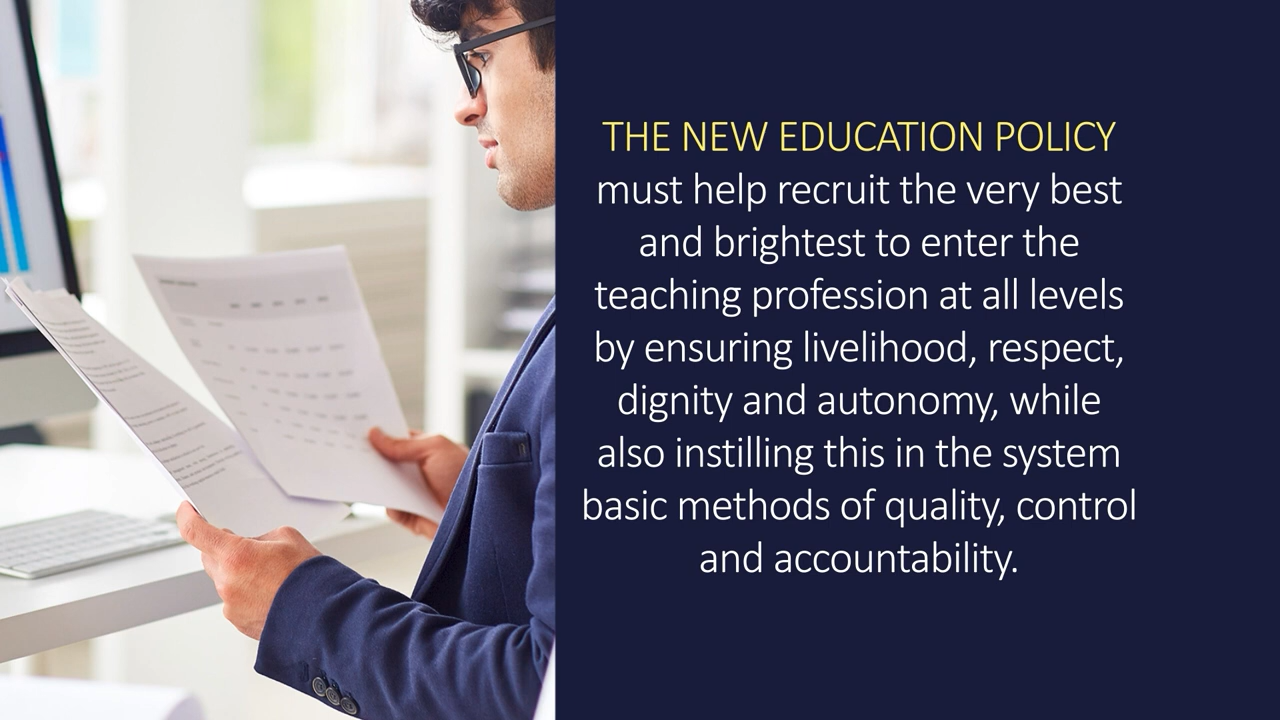 THE NEW EDUCATION POLICY
must help recruit the very best
and brightest to enter the
teaching profession at all levels
by ensuring livelihood, respect,
dignity and autonomy, while
also instilling this in the system
basic methods of quality, control
and accountability.